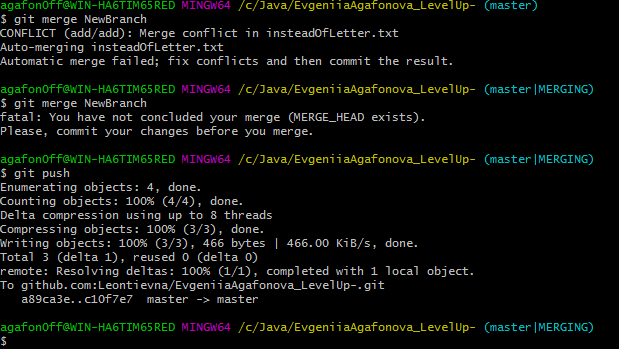 agafonOff@WIN-HA6TIM65RED MINGW64 /c/Java/EvgeniiaAgafonova_LevelUp- (master)
$ git merge NewBranch
CONFLICT (add/add): Merge conflict in insteadOfLetter.txt
Auto-merging insteadOfLetter.txt
Automatic merge failed; fix conflicts and then commit the result.
agafonOff@WIN-HA6TIM65RED MINGW64 /c/Java/EvgeniiaAgafonova_LevelUp- (master|MERGING)
$ git merge NewBranch
fatal: You have not concluded your merge (MERGE_HEAD exists).
Please, commit your changes before you merge.
agafonOff@WIN-HA6TIM65RED MINGW64 /c/Java/EvgeniiaAgafonova_LevelUp- (master|MERGING)
$ git push
Enumerating objects: 4, done.
Counting objects: 100% (4/4), done.
Delta compression using up to 8 threads
Compressing objects: 100% (3/3), done.
Writing objects: 100% (3/3), 466 bytes | 466.00 KiB/s, done.
Total 3 (delta 1), reused 0 (delta 0)
remote: Resolving deltas: 100% (1/1), completed with 1 local object.
To github.com:Leontievna/EvgeniiaAgafonova_LevelUp-.git
a89ca3e..c10f7e7  master -> master
agafonOff@WIN-HA6TIM65RED MINGW64 /c/Java/EvgeniiaAgafonova_LevelUp- (master|MERGING)
$